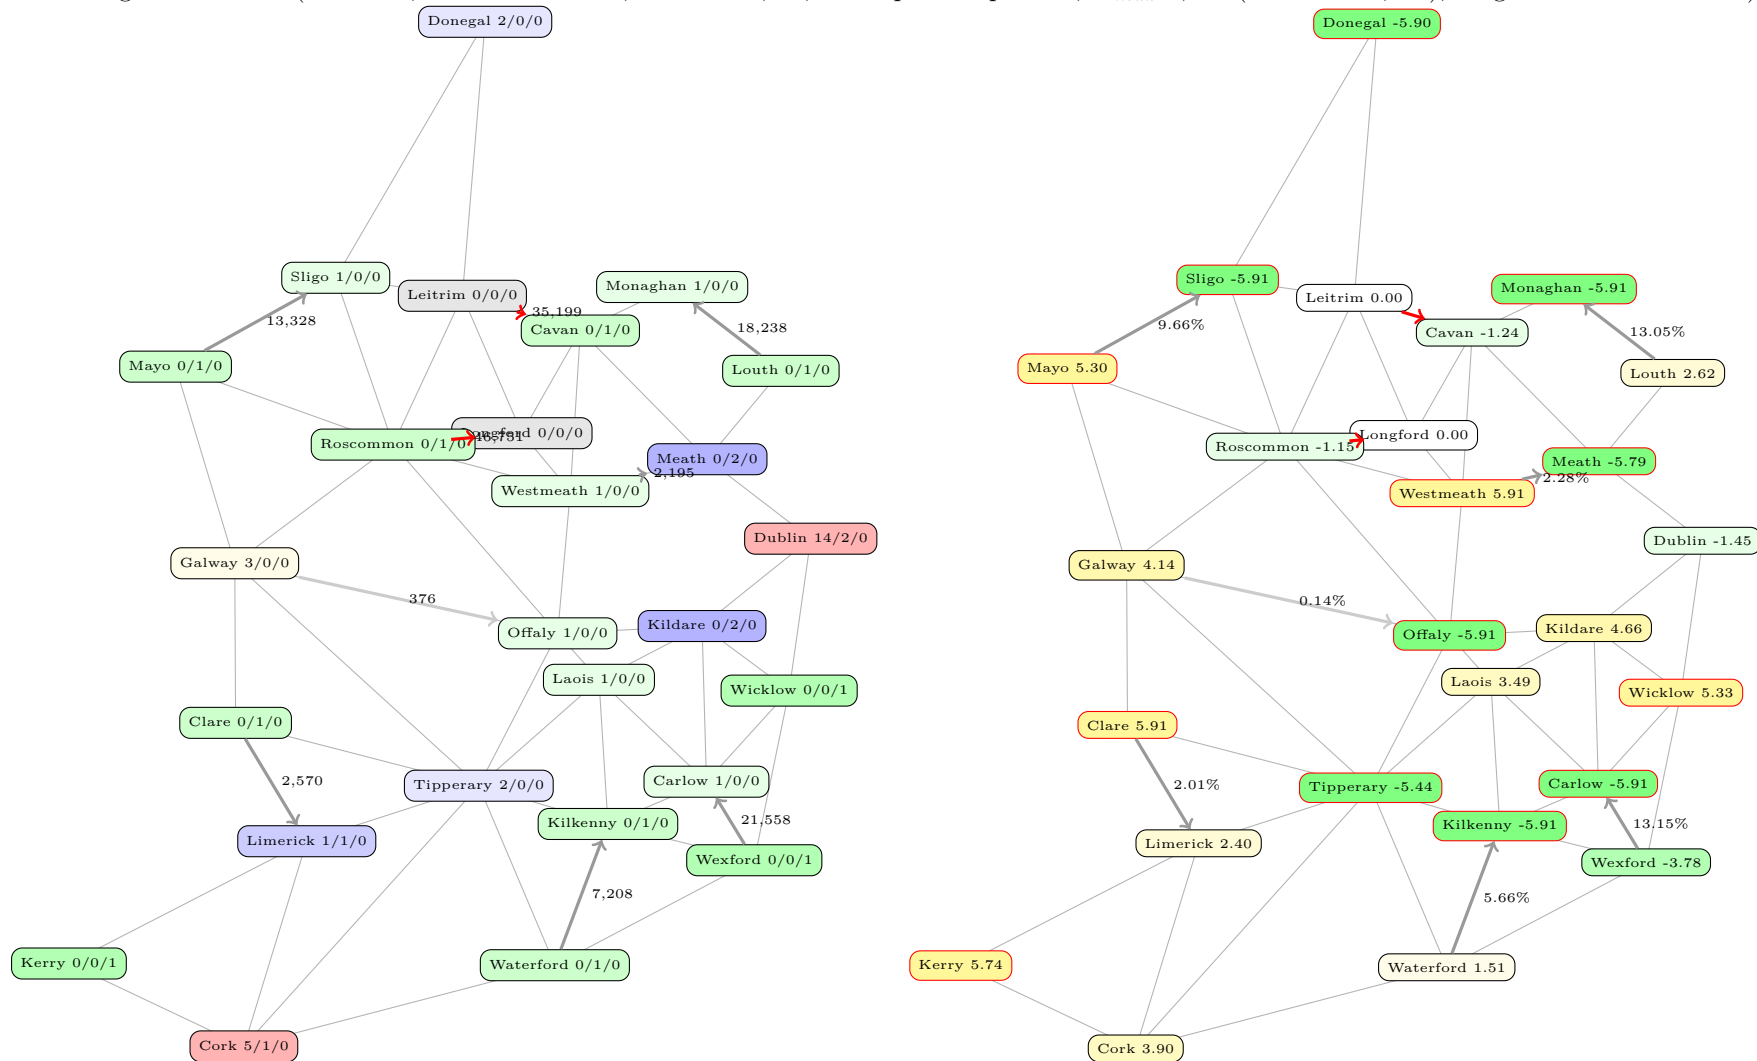 Donegal 2/0/0
Sligo 1/0/0
Leitrim 0/0/0
Monaghan 1/0/0
35,199
13,328
Cavan 0/1/0
18,238
Mayo 0/1/0
Louth 0/1/0
Roscommon 0/1/0
0/0/0
Meath 0/2/0
2,195
Westmeath 1/0/0
Dublin 14/2/0
Galway 3/0/0
376
Offaly 1/0/0
Kildare 0/2/0
Laois 1/0/0
Wicklow 0/0/1
Clare 0/1/0
2,570
Tipperary 2/0/0
Carlow 1/0/0
Limerick 1/1/0
Kilkenny 0/1/0
21,558
Wexford 0/0/1
7,208
Kerry 0/0/1
Waterford 0/1/0
Cork 5/1/0
Donegal -5.90
Sligo -5.91
Leitrim 0.00
Monaghan -5.91
9.66%
Cavan -1.24
13.05%
Mayo 5.30
Louth 2.62
Roscommon -1.15
Longford 0.00
Meath -5.79
2.28%
Westmeath 5.91
Dublin -1.45
Galway 4.14
0.14%
Offaly -5.91
Kildare 4.66
Laois 3.49
Wicklow 5.33
Clare 5.91
2.01%
Tipperary -5.44
Carlow -5.91
Limerick 2.40
Kilkenny -5.91
13.15%
Wexford -3.78
5.66%
Kerry 5.74
Waterford 1.51
Cork 3.90